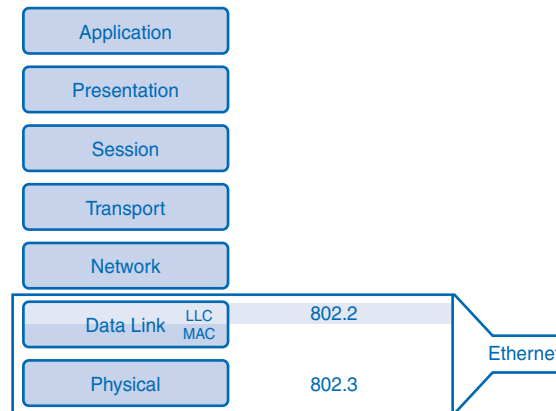 Application
Presentation
Session
Transport
Network
Data Link LLC 802.2
MAC
Physical 802.3
Ethernet